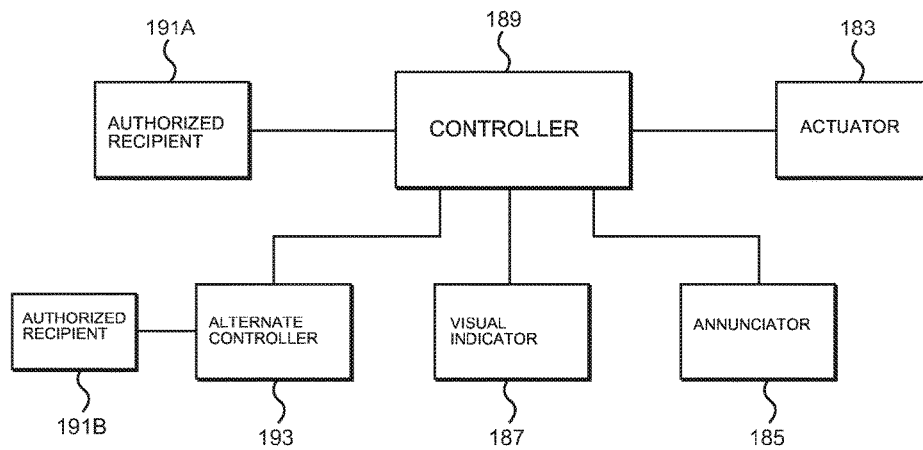 191A
189
183
AUTHORIZED
RECIPIENT
CONTROLLER
ACTUATOR
AUTHORIZED
RECIPIENT
ALTERNATE
CONTROLLER
VISUAL
INDICATOR
ANNUNCIATOR
191B
193
187
185